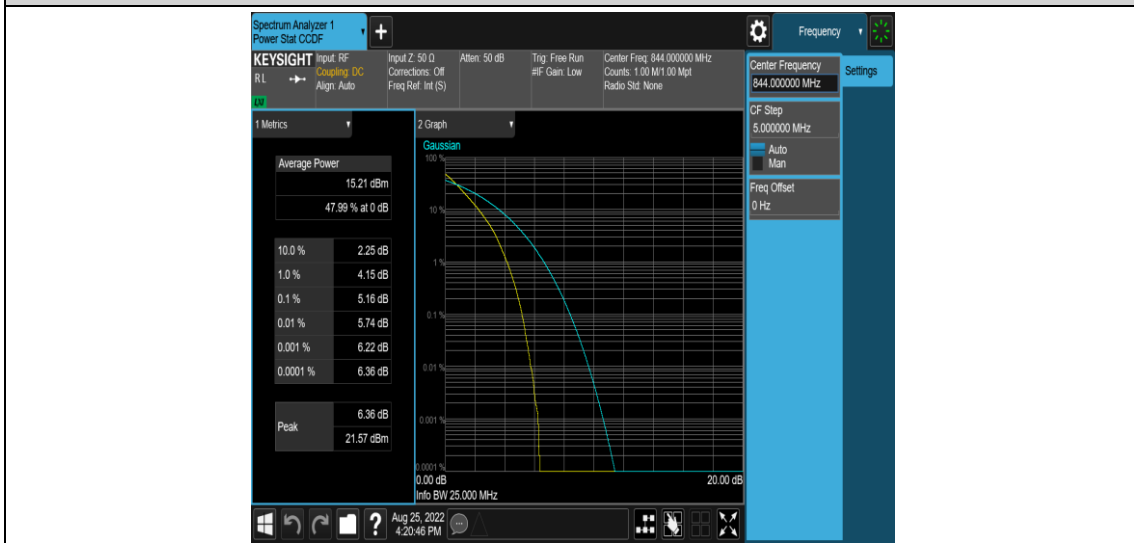 Spectrum Analyzer 1
Power Stat CCDF
+
Frequency
KEYSIGHT
RL
Input: RF
Coupling: DC
Align: Auto
Input Z: 50 Ω
Corrections: Off
Freq Ref: Int (S)
Atten: 50 dB
Trig: Free Run
#IF Gain: Low
Center Freq: 844.000000 MHz
Counts: 1.00 M/1.00 Mpt
Radio Std: None
Center Frequency
844.000000 MHz
Settings
CF Step
5.000000 MHz
Auto
Man
Freq Offset
0 Hz
1 Metrics
Average Power
15.21 dBm
47.99 % at 0 dB
10.0 % 2.25 dB
1.0 % 4.15 dB
0.1 % 5.16 dB
0.01 % 5.74 dB
0.001 % 6.22 dB
0.0001 % 6.36 dB
Peak
6.36 dB
21.57 dBm
2 Graph
Gaussian
100 %
10 %
1 %
0.1 %
0.01 %
0.001 %
0.0001 %
0.00 dB 20.00 dB
Info BW 25.000 MHz
?
Aug 25, 2022
4:20:46 PM